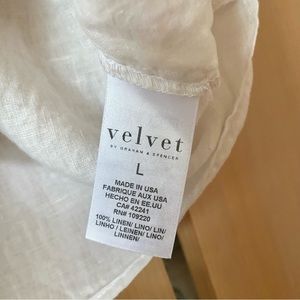 velvet
BY GRAHAM & SPENCER
L
MADE IN USA
FABRIQUE AUX USA
HECHO EN EE.UU
CA# 42241
RN# 109220
100% LINEN/ LINO/ LIN/
LINHO / LEINEN/ LINO/
LINNEN/